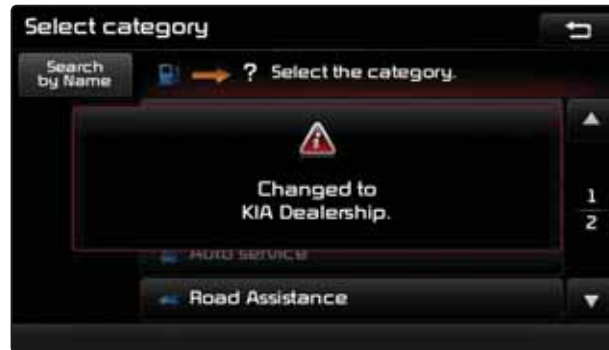 Select category
Search
by Name
? Select the category.
Changed to
KIA Dealership.
1
2
Auto service
Road Assistance